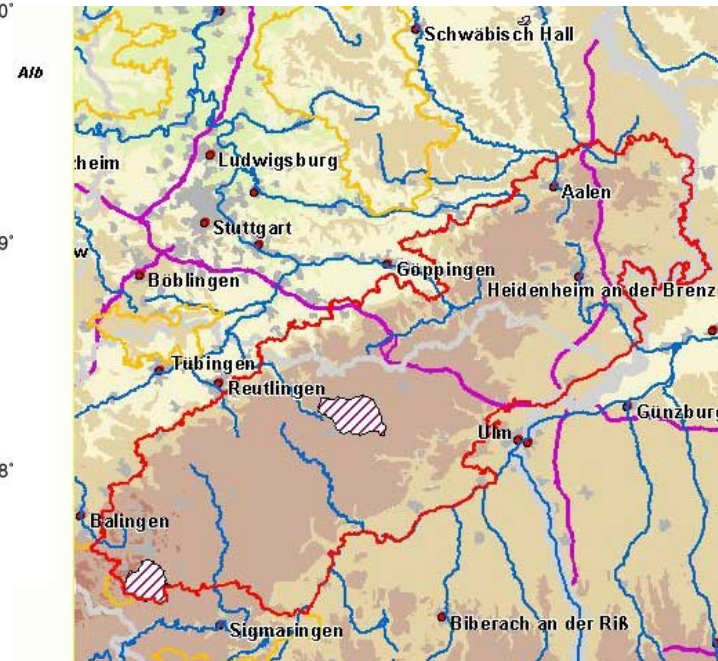 0°
Schwäbisch Hall
Alb
zheim
Ludwigsburg
Aalen
Stuttgart
9°
w
Göppingen
Böblingen
Heidenheim an der Brenz
Tübingen
Reutlingen
Günzburg
Ulm
8°
Balingen
Sigmaringen
Biberach an der Riß